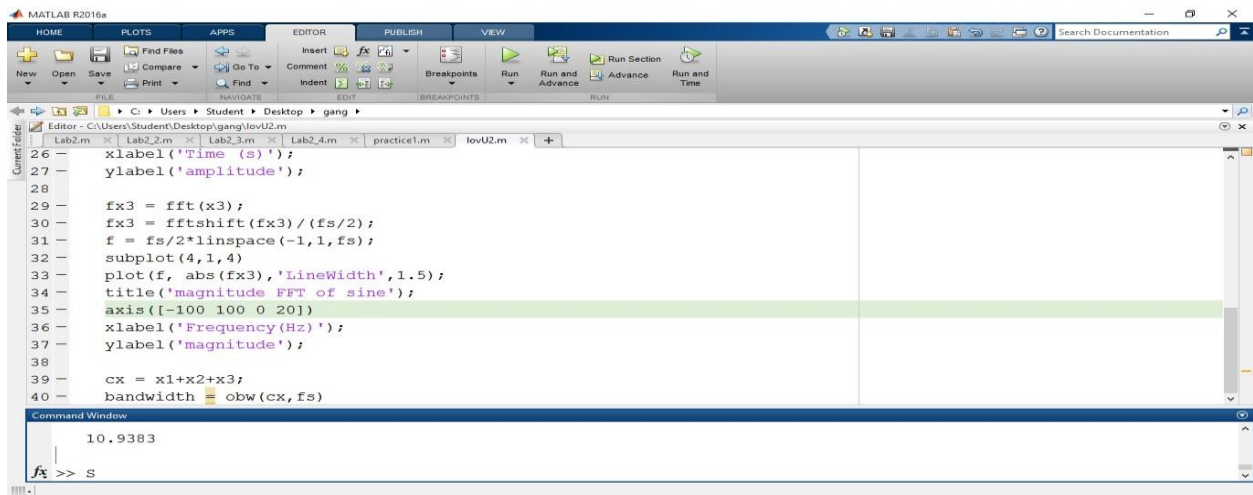 MATLAB R2016a
HOME PLOTS APPS EDITOR PUBLISH VIEW Search Documentation
New Open Save Find Files Compare Print Go To Find Insert fx Comment Indent Breakpoints Run Run and Advance Run Section Advance Run and Time
FILE NAVIGATE EDIT BREAKPOINTS RUN
C: Users Student Desktop gang
Current Folder
Editor - C:\Users\Student\Desktop\gang\lovU2.m
Lab2.m Lab2_2.m Lab2_3.m Lab2_4.m practice1.m lovU2.m +
26 — xlabel('Time (s)');
27 — ylabel('amplitude');
28
29 — fx3 = fft(x3);
30 — fx3 = fftshift(fx3)/(fs/2);
31 — f = fs/2*linspace(-1,1,fs);
32 — subplot(4,1,4)
33 — plot(f, abs(fx3),'LineWidth',1.5);
34 — title('magnitude FFT of sine');
35 — axis([-100 100 0 20])
36 — xlabel('Frequency(Hz)');
37 — ylabel('magnitude');
38
39 — cx = x1+x2+x3;
40 — bandwidth = obw(cx,fs)
Command Window
10.9383
fx >> S